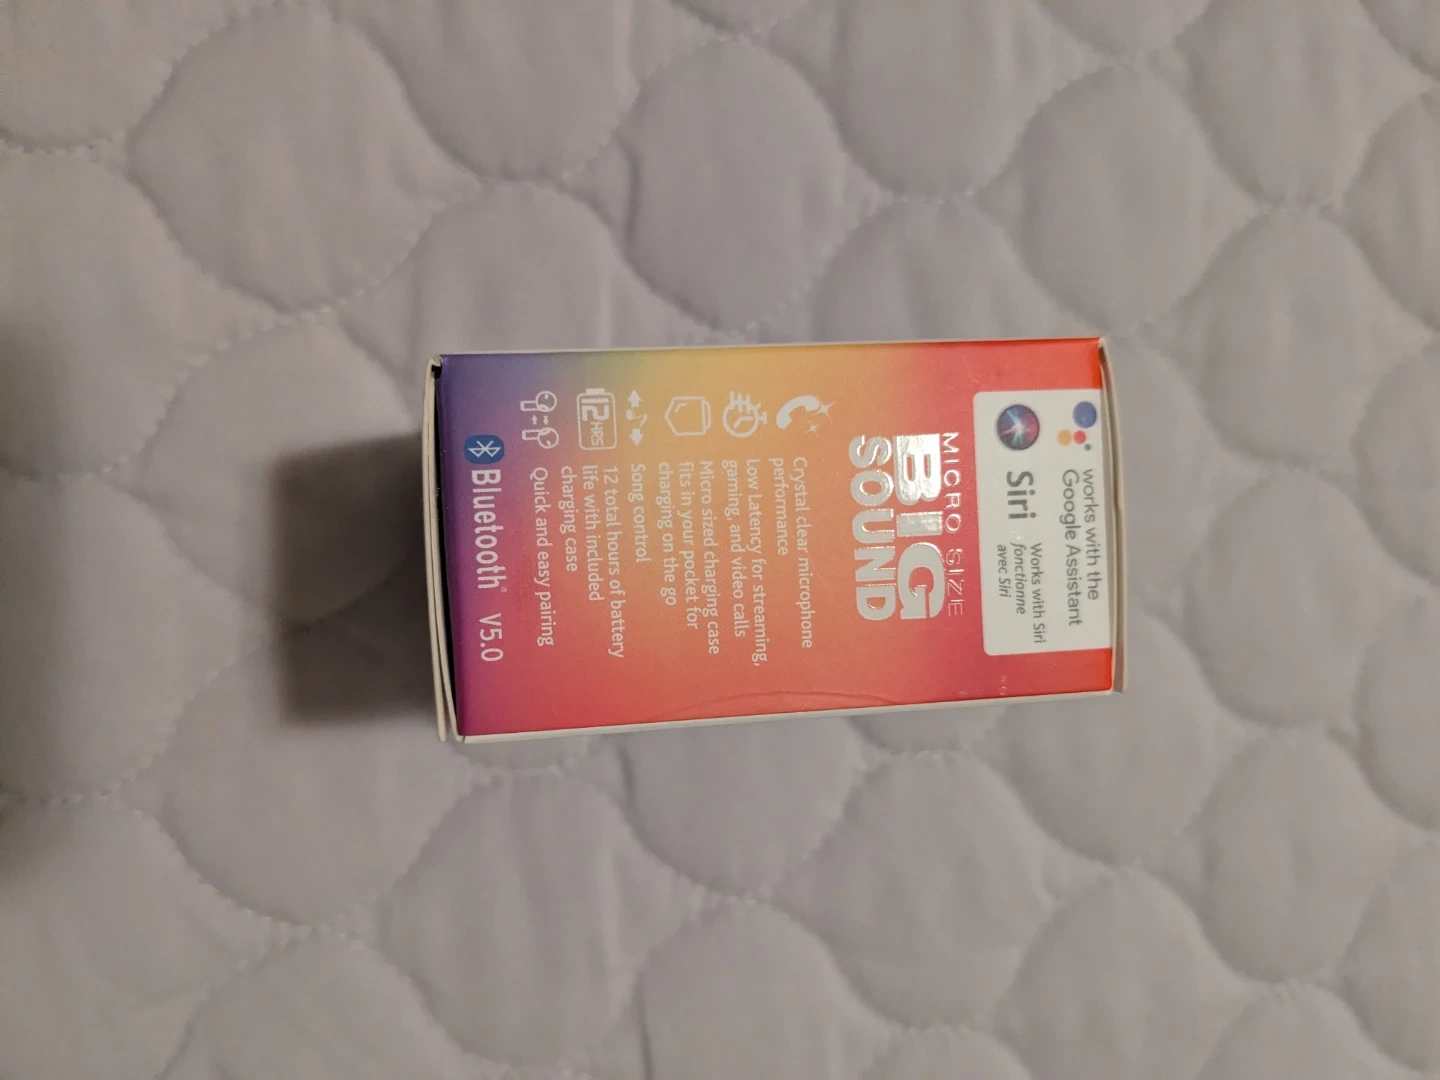 works with the
Google Assistant
Siri
Works with Siri
fonctionne
avec Siri
MICRO SIZE
BIG
SOUND
Crystal clear microphone
performance
Low Latency for streaming,
gaming, and video calls
Micro sized charging case
fits in your pocket for
charging on the go
Song control
12 HRS
12 total hours of battery
life with included
charging case
Quick and easy pairing
Bluetooth® V5.0